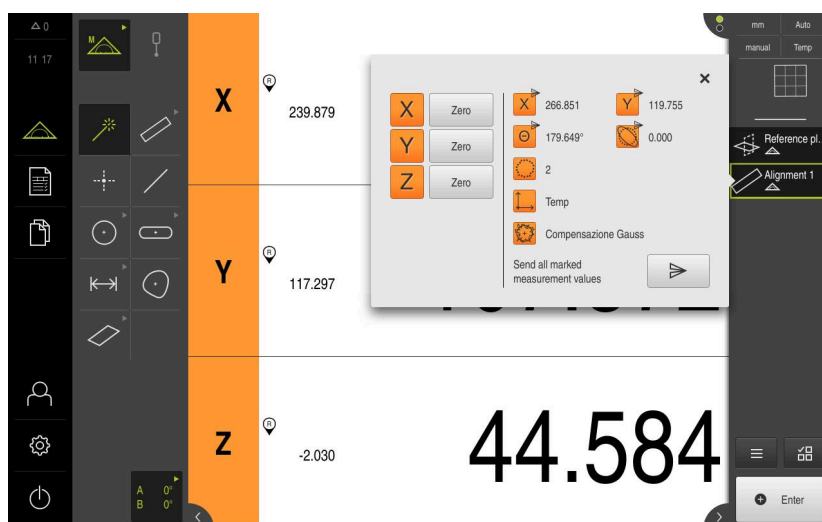 0
11 17
M
A 0°
B 0°
X
R
239.879
Y
R
117.297
Z
R
-2.030
44.584
X Zero
Y Zero
Z Zero
X 266.851 Y 119.755
Θ 179.649° 0.000
2
Temp
Compensazione Gauss
Send all marked
measurement values
mm Auto
manual Temp
Reference pl.
Alignment 1
Enter